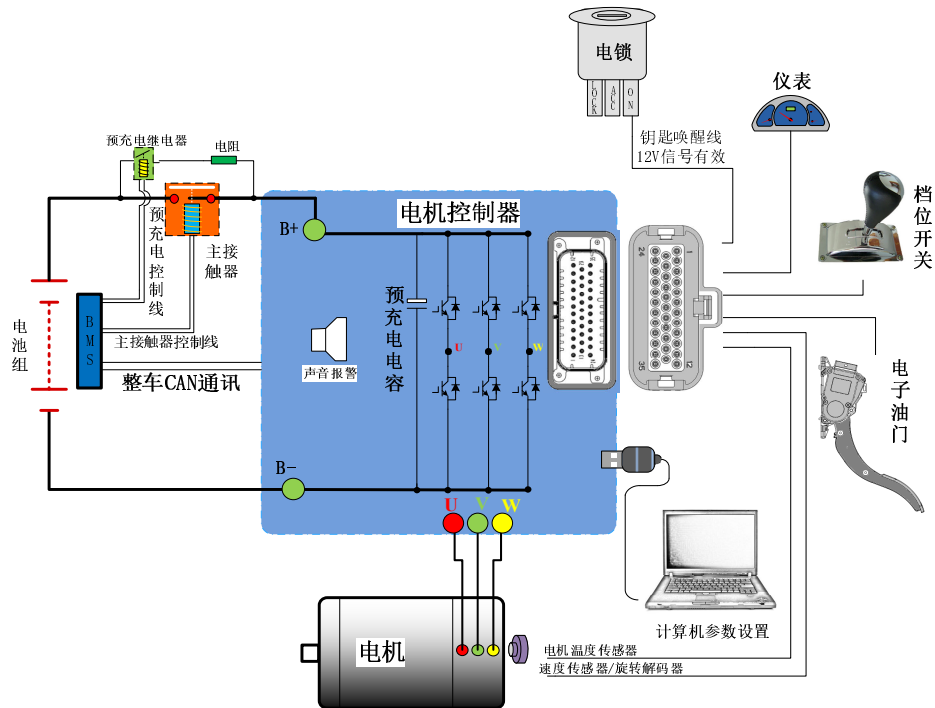 电锁
LOCK
ACC
ON
仪表
钥匙唤醒线
12V信号有效
档位开关
预充电继电器
电阻
预充电控制线
主接触器
B+
电机控制器
24
1
35
12
BMS
电池组
主接触器控制线
整车CAN通讯
声音报警
预充电电容
U
V
W
电子油门
B-
U
V
W
计算机参数设置
电机
电机温度传感器
速度传感器/旋转解码器